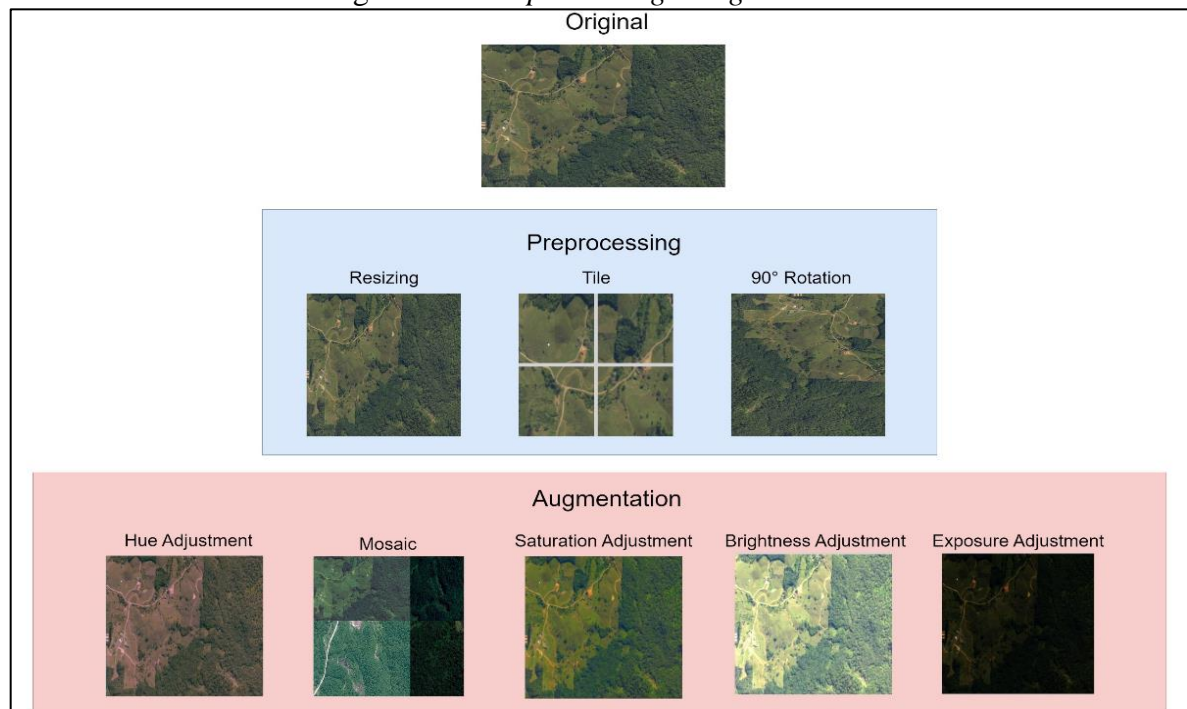 Original
Preprocessing
Resizing Tile 90° Rotation
Augmentation
Hue Adjustment Mosaic Saturation Adjustment Brightness Adjustment Exposure Adjustment